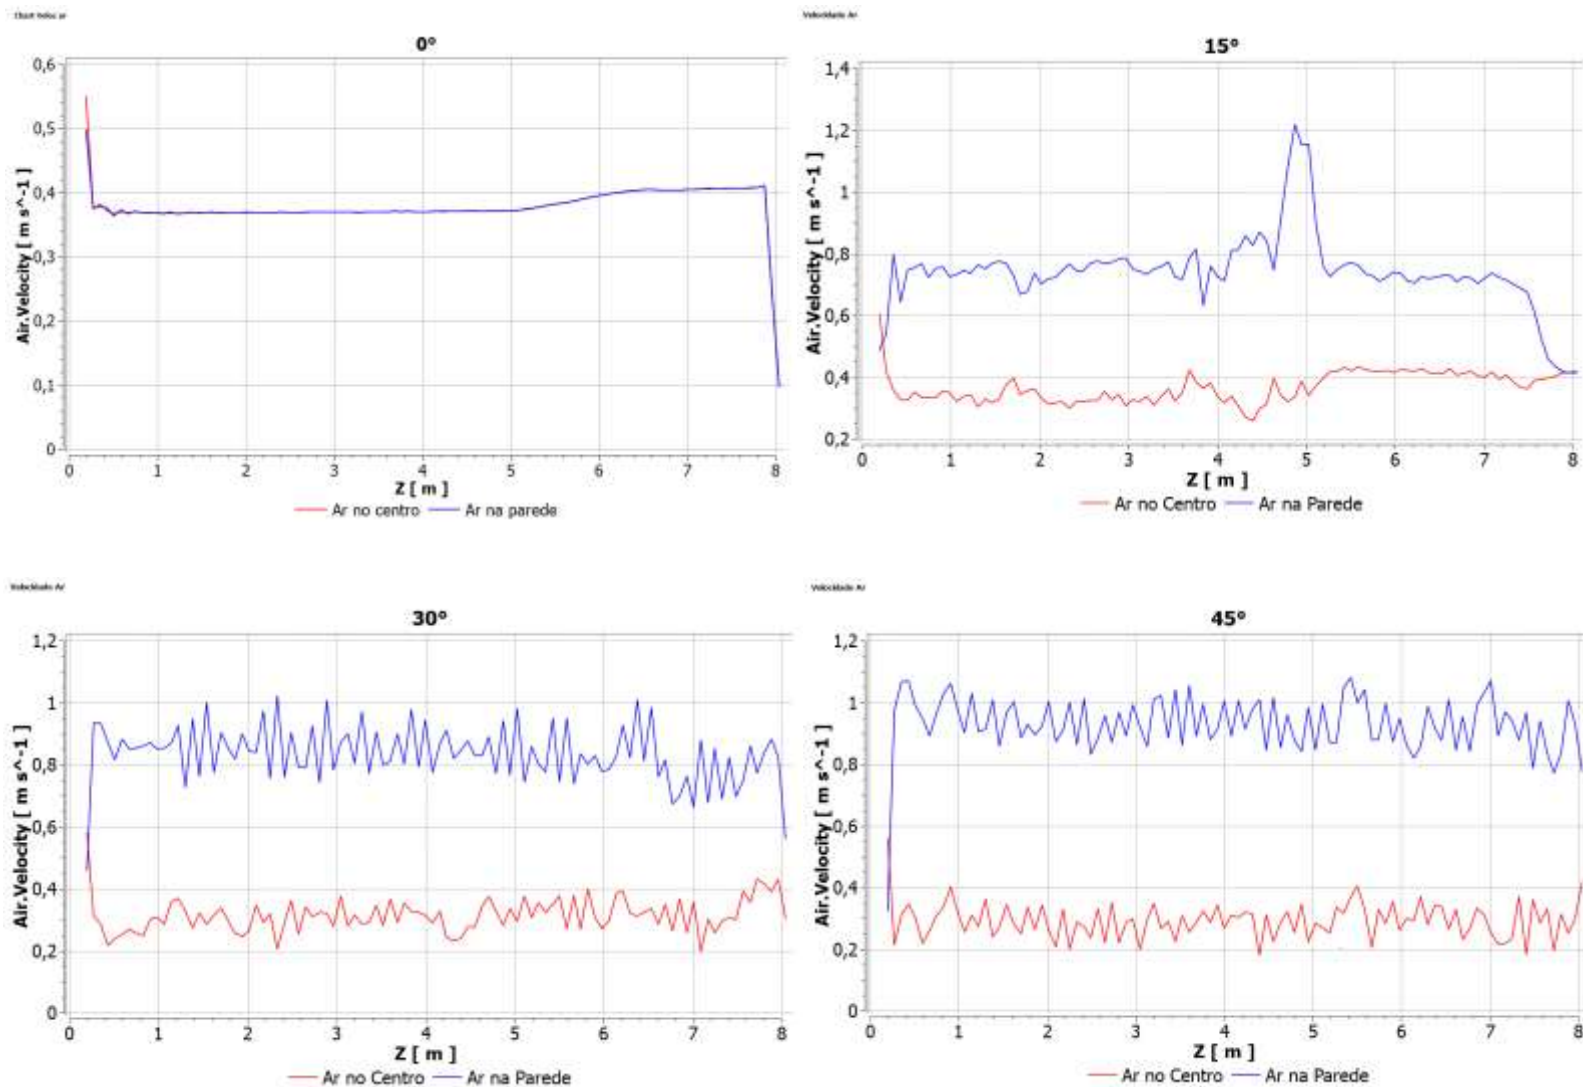 Chart Veloc ar
0°
0,6
0,5
0,4
0,3
0,2
0,1
0
Air.Velocity [ m s^-1 ]
0 1 2 3 4 5 6 7 8
Z [ m ]
Ar no centro Ar na parede
Velocidade Ar
15°
1,4
1,2
1
0,8
0,6
0,4
0,2
Air.Velocity [ m s^-1 ]
0 1 2 3 4 5 6 7 8
Z [ m ]
Ar no Centro Ar na Parede
Velocidade Ar
30°
1,2
1
0,8
0,6
0,4
0,2
0
Air.Velocity [ m s^-1 ]
0 1 2 3 4 5 6 7 8
Z [ m ]
Ar no Centro Ar na Parede
Velocidade Ar
45°
1,2
1
0,8
0,6
0,4
0,2
0
Air.Velocity [ m s^-1 ]
0 1 2 3 4 5 6 7 8
Z [ m ]
Ar no Centro Ar na Parede